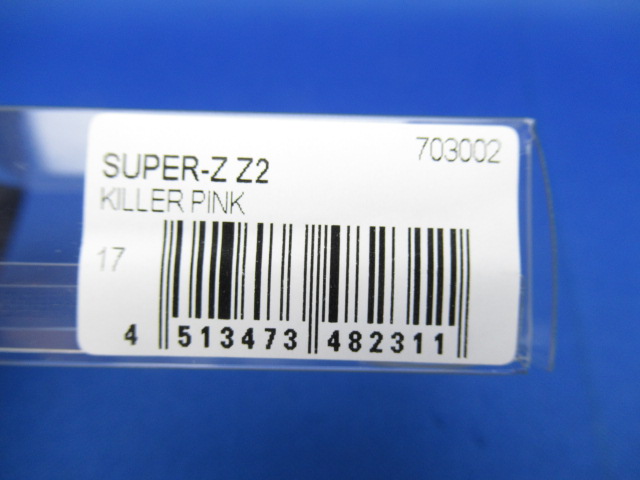 703002
SUPER-Z Z2
KILLER PINK
17
4 513473 482311